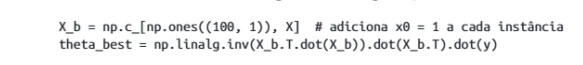 X_b = np.c_[np.ones((100, 1)), X]  # adiciona x0 = 1 a cada instância
theta_best = np.linalg.inv(X_b.T.dot(X_b)).dot(X_b.T).dot(y)